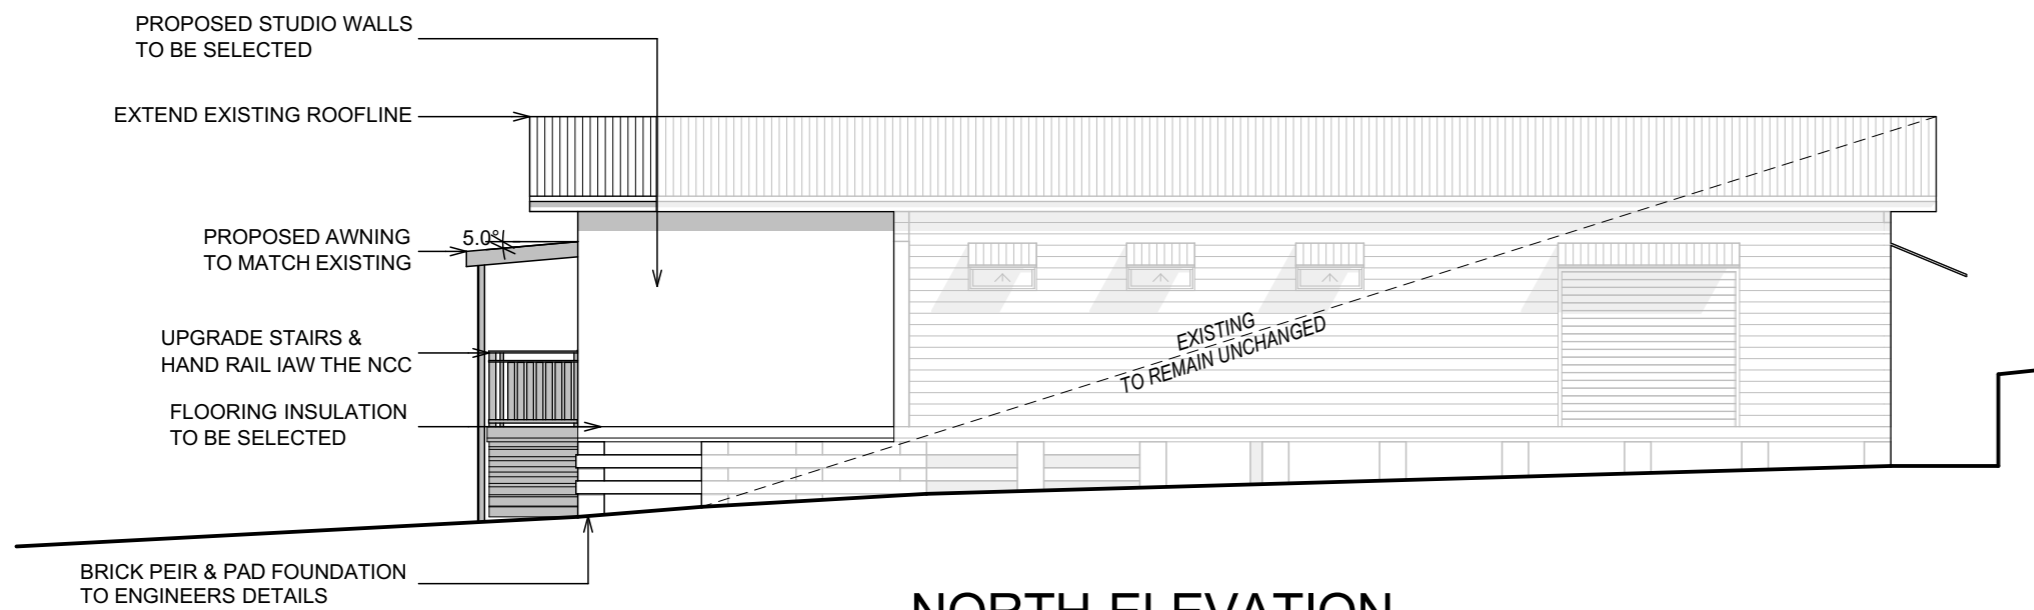 PROPOSED STUDIO WALLS
TO BE SELECTED
EXTEND EXISTING ROOFLINE
PROPOSED AWNING
TO MATCH EXISTING
5.0°
UPGRADE STAIRS &
HAND RAIL IAW THE NCC
FLOORING INSULATION
TO BE SELECTED
EXISTING
TO REMAIN UNCHANGED
BRICK PEIR & PAD FOUNDATION
TO ENGINEERS DETAILS
NORTH ELEVATION